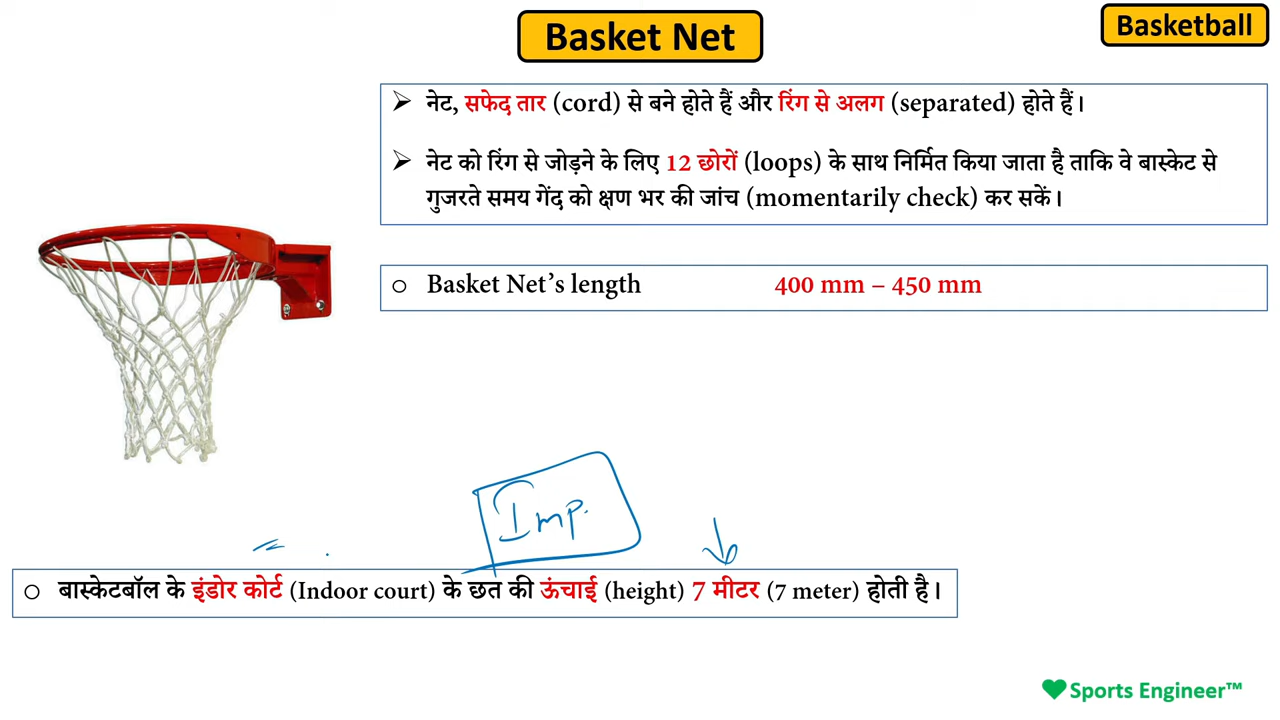 Basket Net
Basketball
➢ नेट, सफेद तार (cord) से बने होते हैं और रिंग से अलग (separated) होते हैं।
➢ नेट को रिंग से जोड़ने के लिए 12 छोरों (loops) के साथ निर्मित किया जाता है ताकि वे बास्केट से
गुजरते समय गेंद को क्षण भर की जांच (momentarily check) कर सकें।
○ Basket Net’s length 400 mm – 450 mm
Imp.
○ बास्केटबॉल के इंडोर कोर्ट (Indoor court) के छत की ऊंचाई (height) 7 मीटर (7 meter) होती है।
Sports Engineer™